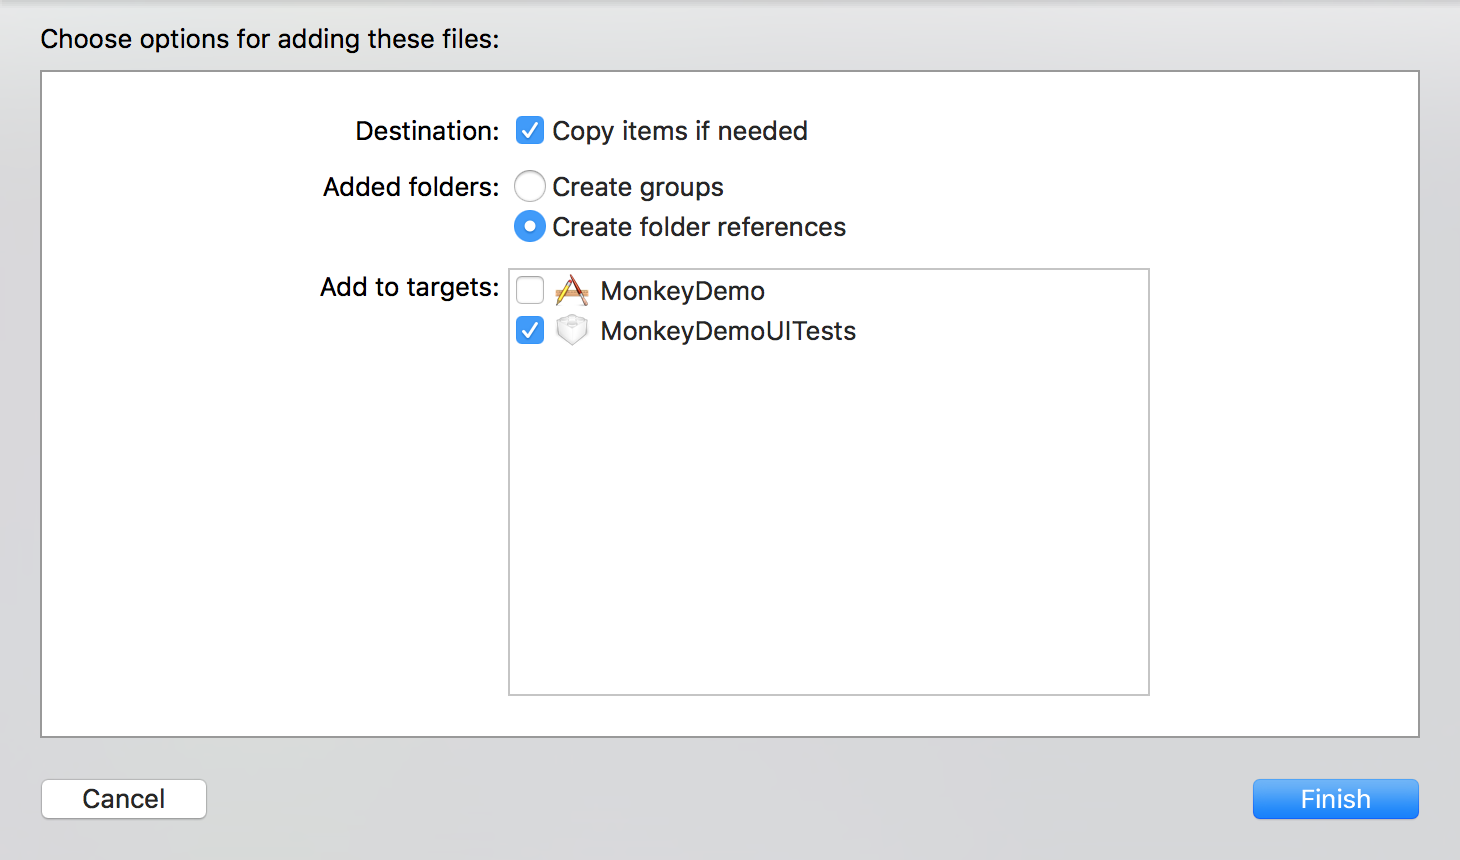 Choose options for adding these files:
Destination: Copy items if needed
Added folders: Create groups
Create folder references
Add to targets: MonkeyDemo
MonkeyDemoUITests
Cancel Finish